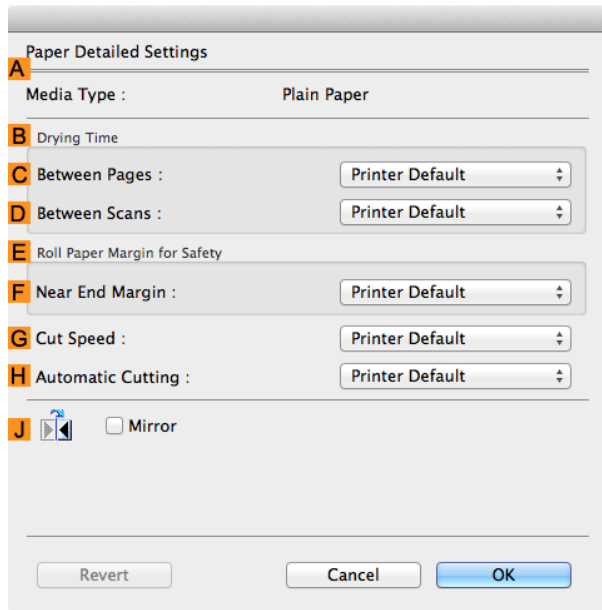 Paper Detailed Settings
A
Media Type : Plain Paper
B Drying Time
C Between Pages : Printer Default
D Between Scans : Printer Default
E Roll Paper Margin for Safety
F Near End Margin : Printer Default
G Cut Speed : Printer Default
H Automatic Cutting : Printer Default
J Mirror
Revert Cancel OK